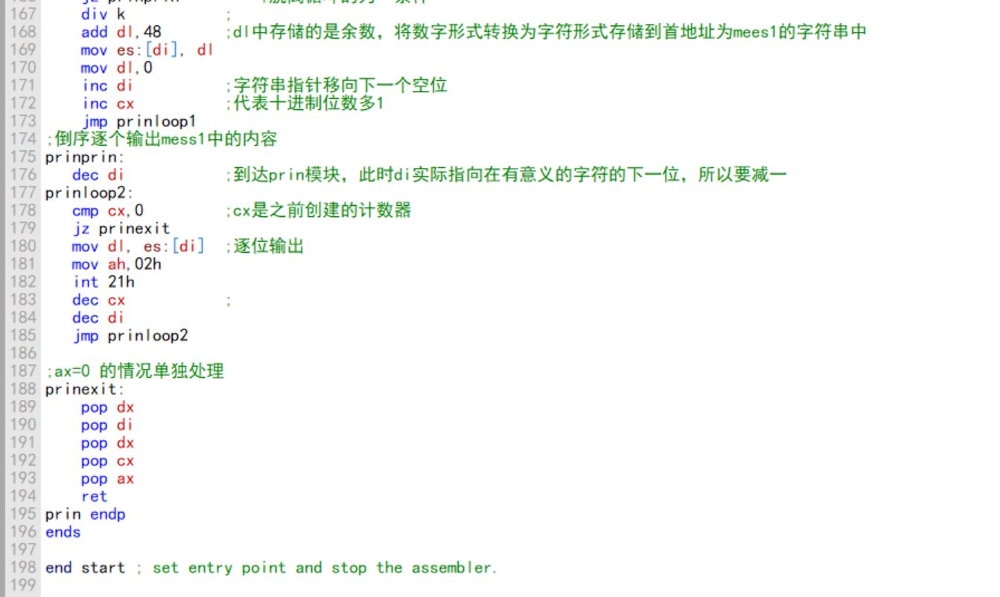 167 div k ;
168 add dl,48 ;dl中存储的是余数，将数字形式转换为字符形式存储到首地址为mees1的字符串中
169 mov es:[di], dl
170 mov dl,0
171 inc di ;字符串指针移向下一个空位
172 inc cx ;代表十进制位数多1
173 jmp prinloop1
174 ;倒序逐个输出mess1中的内容
175 prinprin:
176 dec di ;到达prin模块，此时di实际指向在有意义的字符的下一位，所以要减一
177 prinloop2:
178 cmp cx,0 ;cx是之前创建的计数器
179 jz prinexit
180 mov dl, es:[di] ;逐位输出
181 mov ah,02h
182 int 21h
183 dec cx ;
184 dec di
185 jmp prinloop2
186
187 ;ax=0 的情况单独处理
188 prinexit:
189 pop dx
190 pop di
191 pop dx
192 pop cx
193 pop ax
194 ret
195 prin endp
196 ends
197
198 end start ; set entry point and stop the assembler.
199